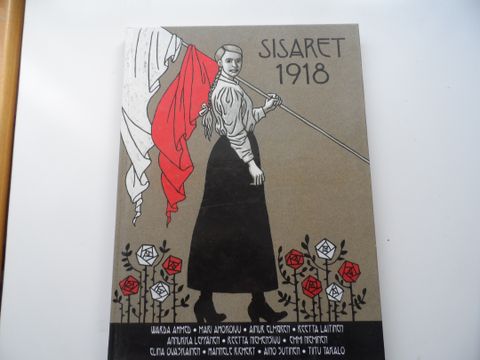 SISARET
1918
WARDA AHMED • MARI AHOKOIVU • AINUR ELMGREN • REETTA LAITINEN
ANNUKKA LEPPÄNEN • REETTA NIEMENSIVU • EMMI NIEMINEN
ELINA OVASKAINEN • HANNELE RICHERT • AINO SUTINEN • TIITU TAKALO